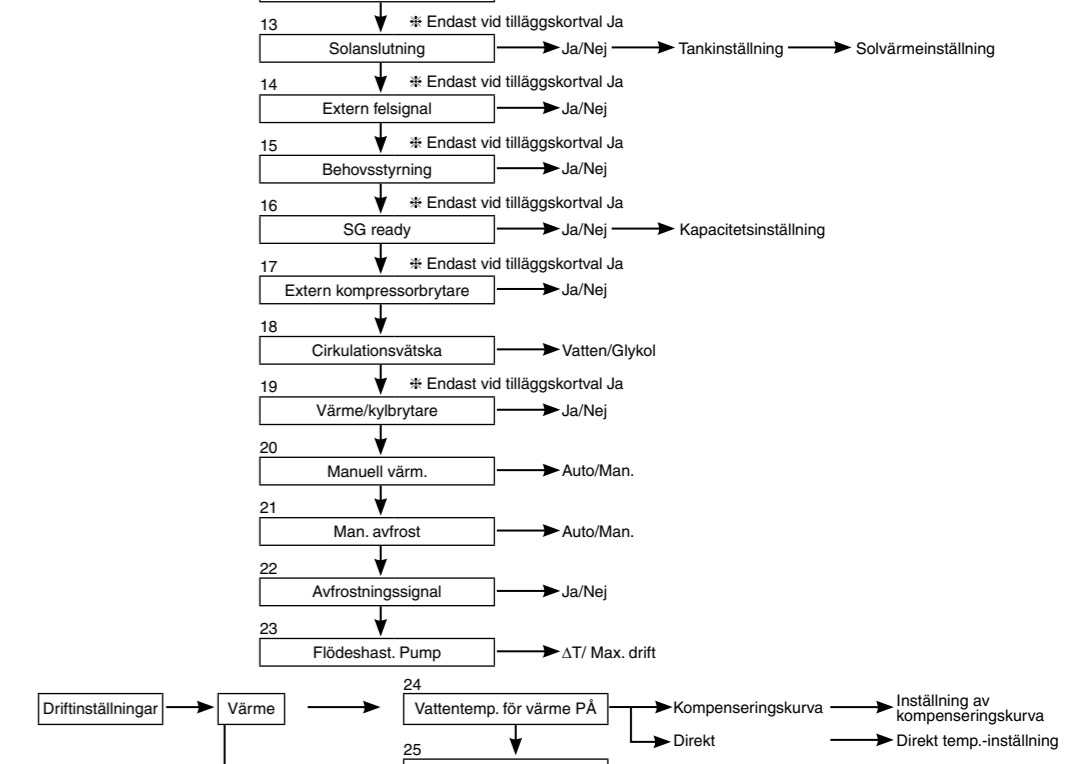 13 ❉ Endast vid tilläggskortval Ja
Solanslutning Ja/Nej Tankinställning Solvärmeinställning
14 ❉ Endast vid tilläggskortval Ja
Extern felsignal Ja/Nej
15 ❉ Endast vid tilläggskortval Ja
Behovsstyrning Ja/Nej
16 ❉ Endast vid tilläggskortval Ja
SG ready Ja/Nej Kapacitetsinställning
17 ❉ Endast vid tilläggskortval Ja
Extern kompressorbrytare Ja/Nej
18
Cirkulationsvätska Vatten/Glykol
19 ❉ Endast vid tilläggskortval Ja
Värme/kylbrytare Ja/Nej
20
Manuell värm. Auto/Man.
21
Man. avfrost Auto/Man.
22
Avfrostningssignal Ja/Nej
23
Flödeshast. Pump ΔT/ Max. drift
24
Driftinställningar Värme Vattentemp. för värme PÅ Kompenseringskurva Inställning av
kompenseringskurva
Direkt Direkt temp.-inställning
25